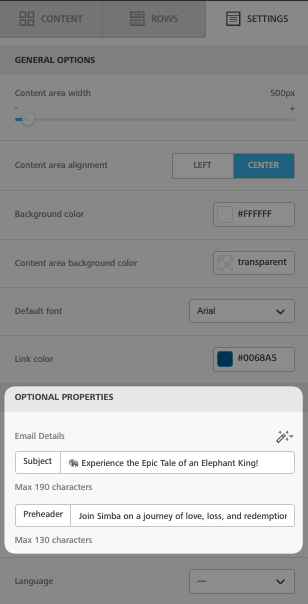 CONTENT
ROWS
SETTINGS
GENERAL OPTIONS
Content area width 500px
- +
Content area alignment LEFT CENTER
Background color #FFFFFF
Content area background color transparent
Default font Arial
Link color #0068A5
OPTIONAL PROPERTIES
Email Details
Subject 🐘 Experience the Epic Tale of an Elephant King!
Max 190 characters
Preheader Join Simba on a journey of love, loss, and redemption
Max 130 characters
Language —